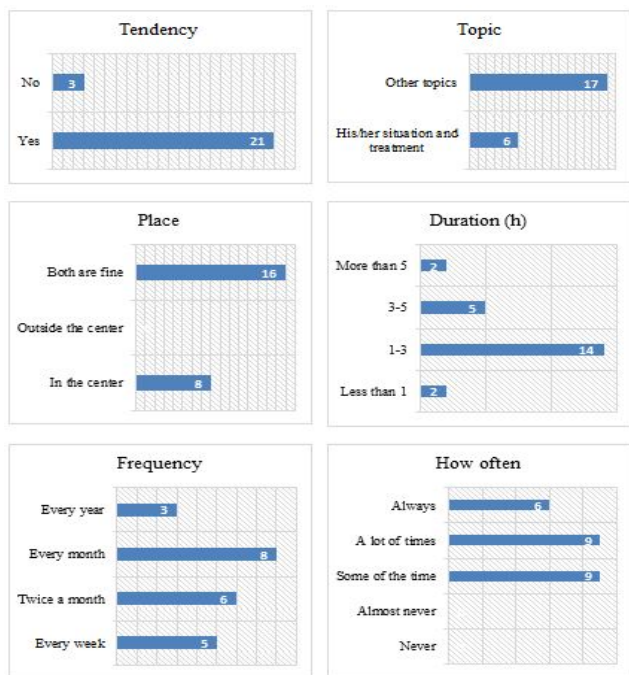 Tendency
No 3
Yes 21
Topic
Other topics 17
His/her situation and
treatment 6
Place
Both are fine 16
Outside the center
In the center 8
Duration (h)
More than 5 2
3-5 5
1-3 14
Less than 1 2
Frequency
Every year 3
Every month 8
Twice a month 6
Every week 5
How often
Always 6
A lot of times 9
Some of the time 9
Almost never
Never